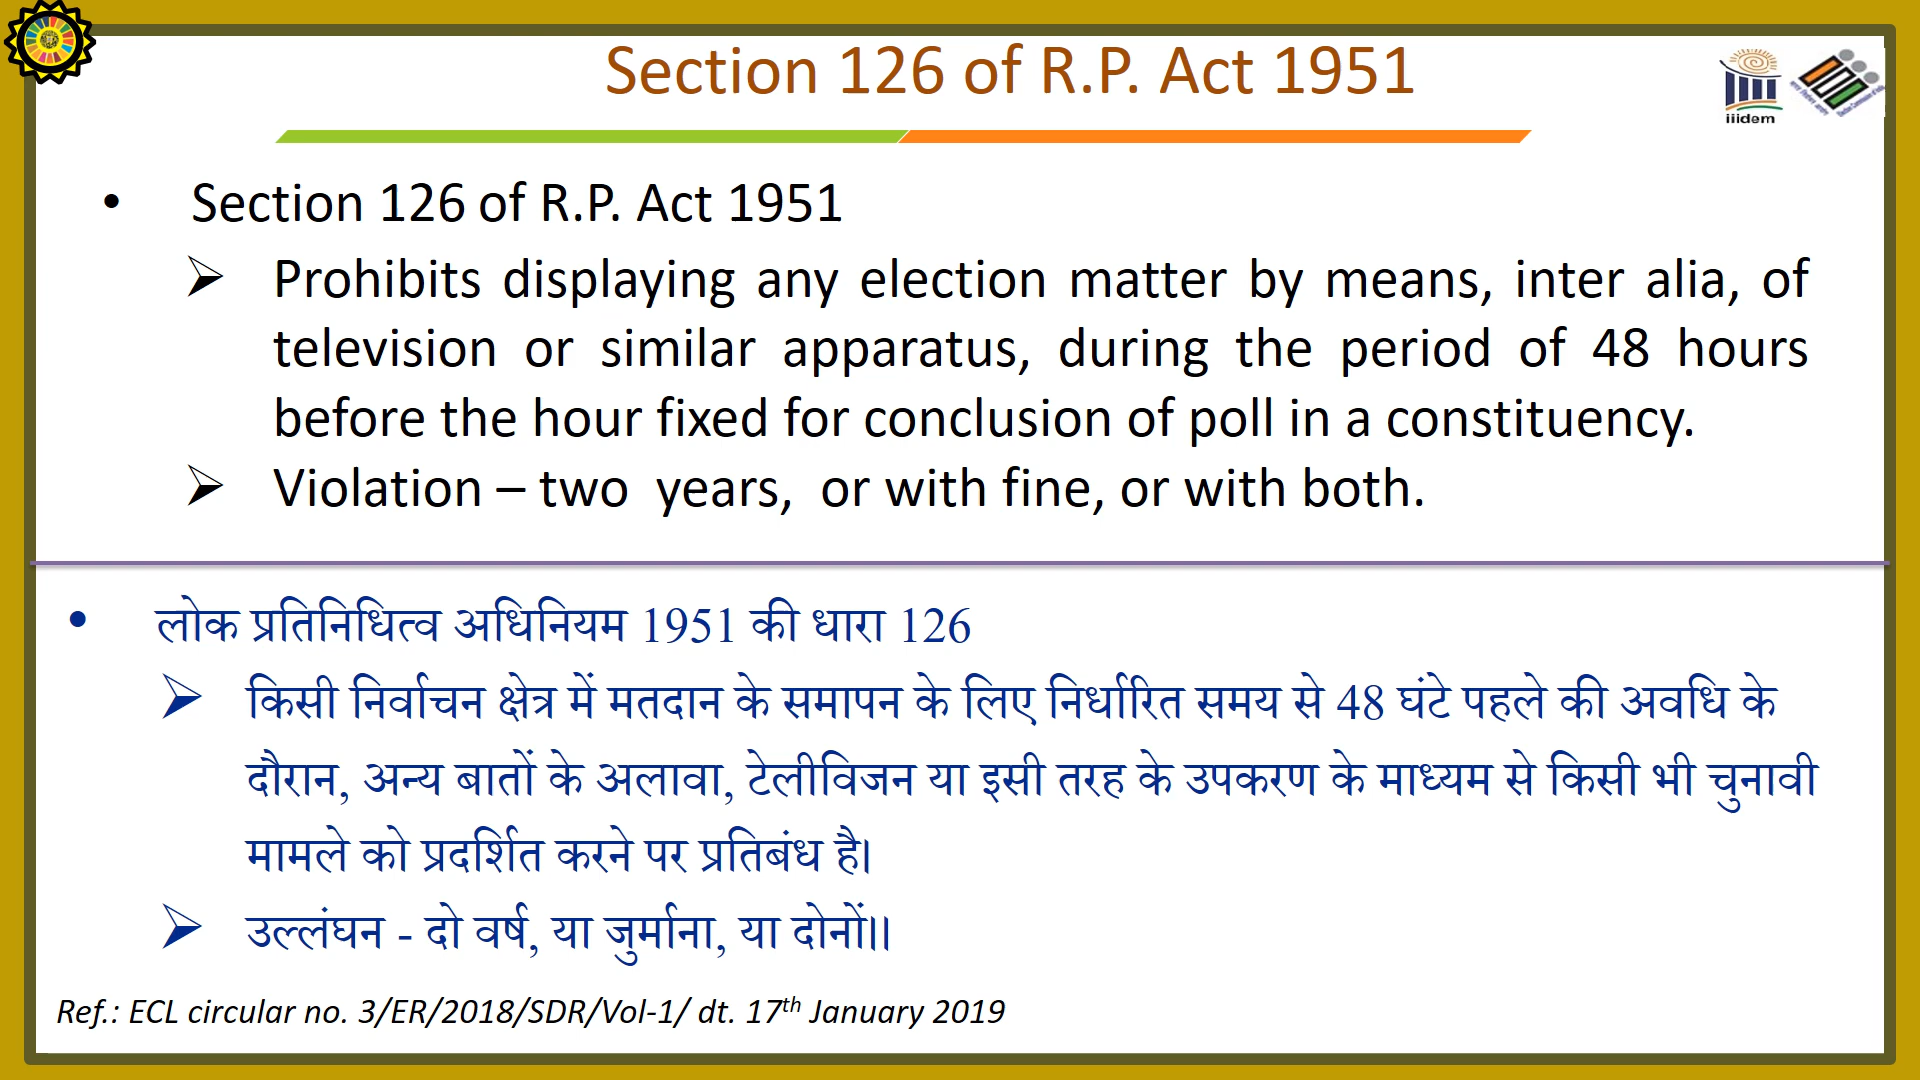 Section 126 of R.P. Act 1951
iiidem
• Section 126 of R.P. Act 1951
➢ Prohibits displaying any election matter by means, inter alia, of
television or similar apparatus, during the period of 48 hours
before the hour fixed for conclusion of poll in a constituency.
➢ Violation – two years, or with fine, or with both.
• लोक प्रतिनिधित्व अधिनियम 1951 की धारा 126
➢ किसी निर्वाचन क्षेत्र में मतदान के समापन के लिए निर्धारित समय से 48 घंटे पहले की अवधि के
दौरान, अन्य बातों के अलावा, टेलीविजन या इसी तरह के उपकरण के माध्यम से किसी भी चुनावी
मामले को प्रदर्शित करने पर प्रतिबंध है।
➢ उल्लंघन - दो वर्ष, या जुर्माना, या दोनों।।
Ref.: ECL circular no. 3/ER/2018/SDR/Vol-1/ dt. 17th January 2019